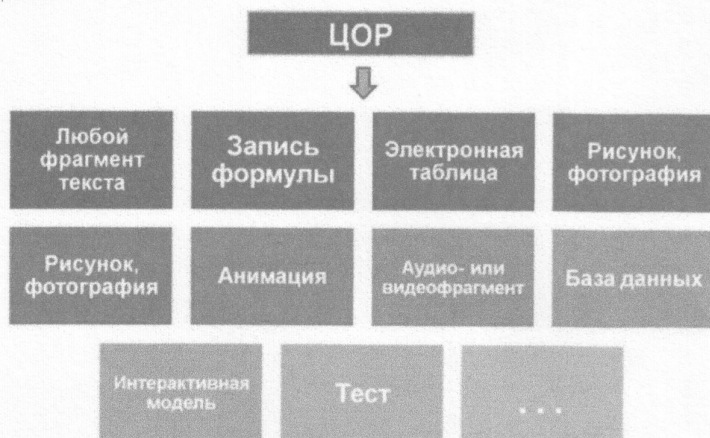 ЦОР
Любой
фрагмент
текста
Запись
формулы
Электронная
таблица
Рисунок,
фотография
Рисунок,
фотография
Анимация
Аудио- или
видеофрагмент
База данных
Интерактивная
модель
Тест
...